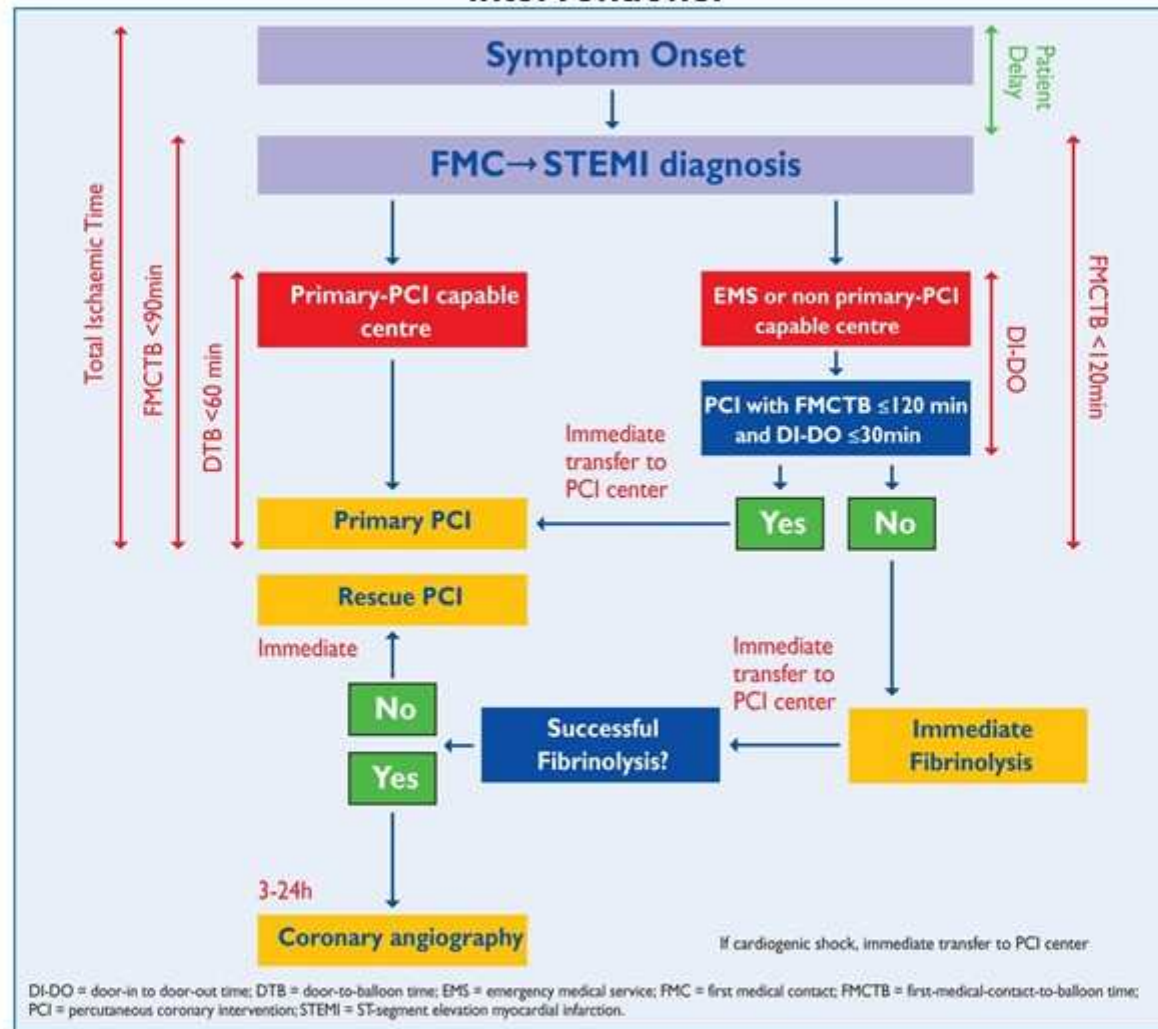 Symptom Onset
Patient
Delay
FMC→STEMI diagnosis
Total Ischaemic Time
FMCTB <90min
DTB <60 min
Primary-PCI capable
centre
EMS or non primary-PCI
capable centre
DI-DO
FMCTB <120min
PCI with FMCTB ≤120 min
and DI-DO ≤30min
Immediate
transfer to
PCI center
Primary PCI
Yes
No
Rescue PCI
Immediate
No
Yes
Successful
Fibrinolysis?
Immediate
transfer to
PCI center
Immediate
Fibrinolysis
3-24h
Coronary angiography
If cardiogenic shock, immediate transfer to PCI center
DI-DO = door-in to door-out time; DTB = door-to-balloon time; EMS = emergency medical service; FMC = first medical contact; FMCTB = first-medical-contact-to-balloon time;
PCI = percutaneous coronary intervention; STEMI = ST-segment elevation myocardial infarction.